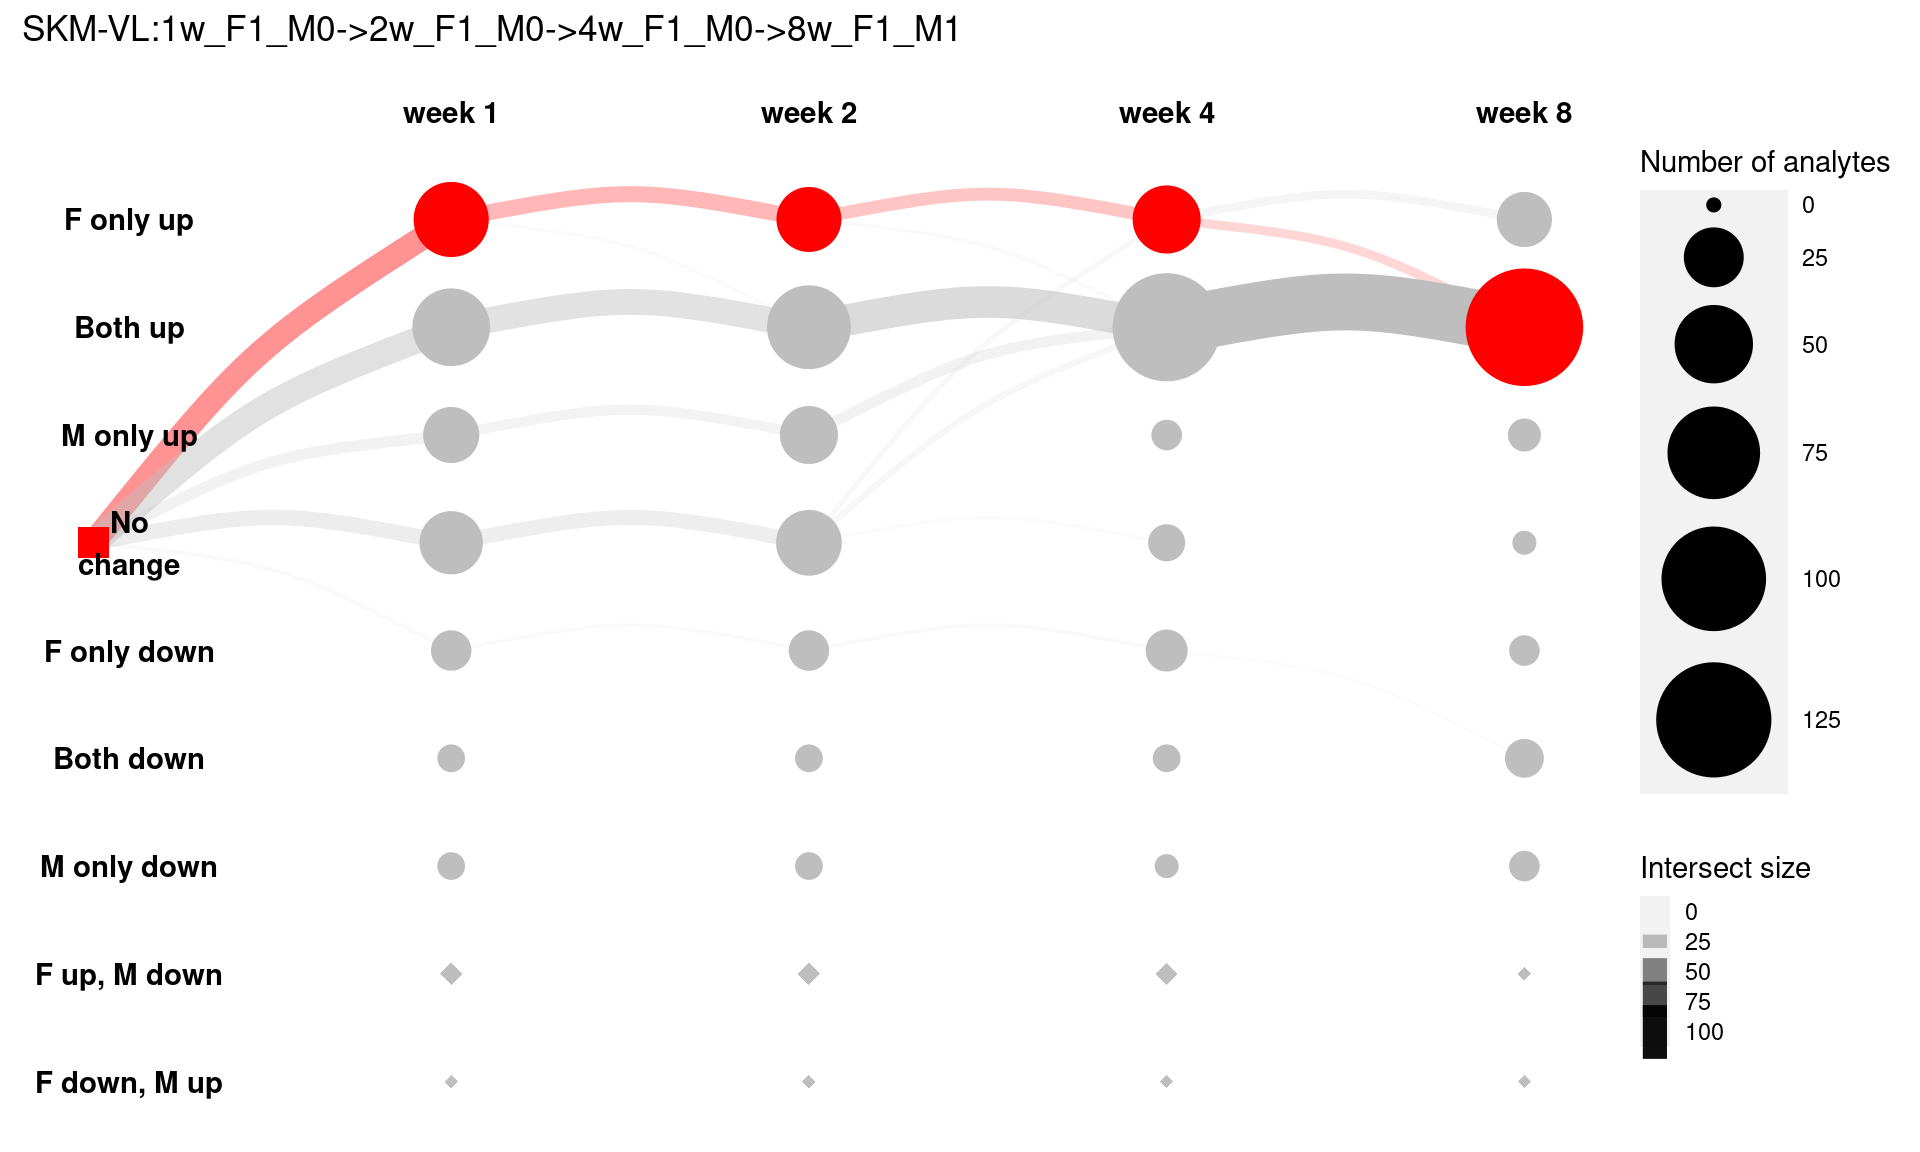 SKM-VL:1w_F1_M0->2w_F1_M0->4w_F1_M0->8w_F1_M1
week 1
week 2
week 4
week 8
F only up
Both up
M only up
No
change
F only down
Both down
M only down
F up, M down
F down, M up
Number of analytes
0
25
50
75
100
125
Intersect size
0
25
50
75
100